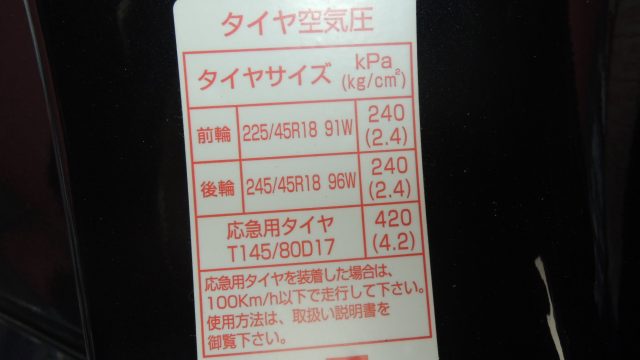 タイヤ空気圧
タイヤサイズ kPa (kg/cm²)
前輪 225/45R18 91W 240 (2.4)
後輪 245/45R18 96W 240 (2.4)
応急用タイヤ T145/80D17 420 (4.2)
応急用タイヤを装着した場合は、
100Km/h以下で走行して下さい。
使用方法は、取扱い説明書を
御覧下さい。